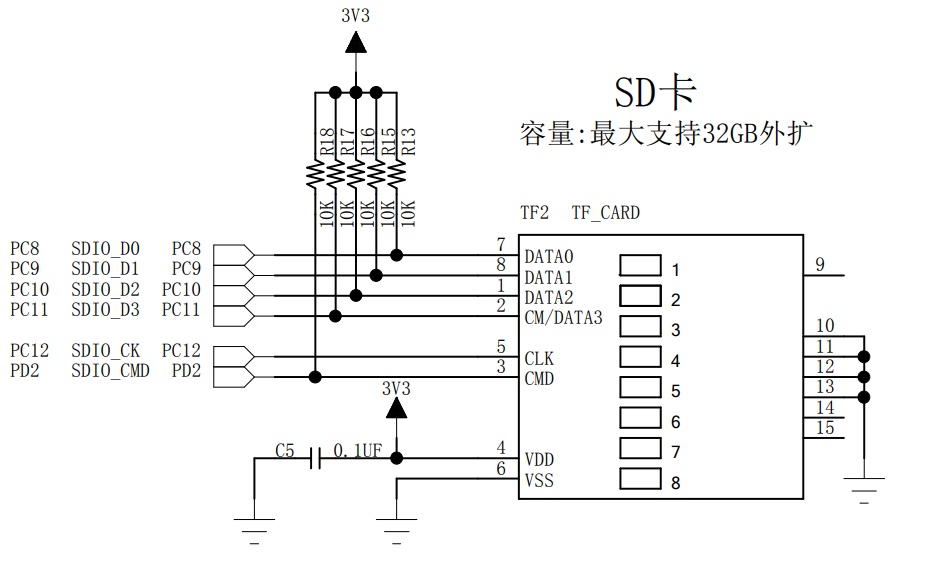 3V3
SD卡
容量:最大支持32GB外扩
R18
R17
R16
R15
R13
10K
10K
10K
10K
10K
TF2 TF_CARD
PC8 SDIO_D0 PC8 7 DATA0
PC9 SDIO_D1 PC9 8 DATA1
PC10 SDIO_D2 PC10 1 DATA2
PC11 SDIO_D3 PC11 2 CM/DATA3
PC12 SDIO_CK PC12 5 CLK
PD2 SDIO_CMD PD2 3 CMD
3V3
C5 0.1UF 4 VDD
6 VSS
1
2
3
4
5
6
7
8
9
10
11
12
13
14
15